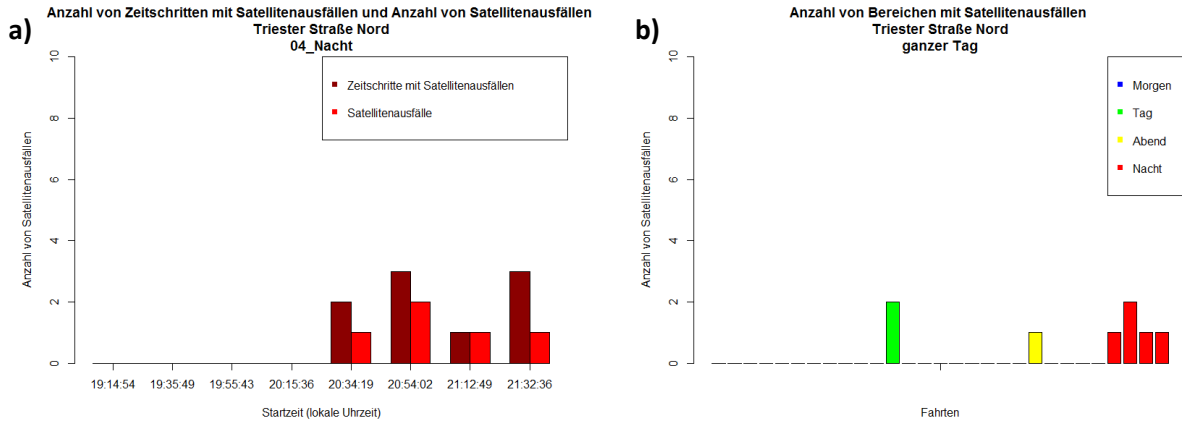 a)
Anzahl von Zeitschritten mit Satellitenausfällen und Anzahl von Satellitenausfällen
Triester Straße Nord
04_Nacht
Zeitschritte mit Satellitenausfällen
Satellitenausfälle
Anzahl von Satellitenausfällen
10
8
6
4
2
0
19:14:54 19:35:49 19:55:43 20:15:36 20:34:19 20:54:02 21:12:49 21:32:36
Startzeit (lokale Uhrzeit)
b)
Anzahl von Bereichen mit Satellitenausfällen
Triester Straße Nord
ganzer Tag
Morgen
Tag
Abend
Nacht
Anzahl von Satellitenausfällen
10
8
6
4
2
0
Fahrten